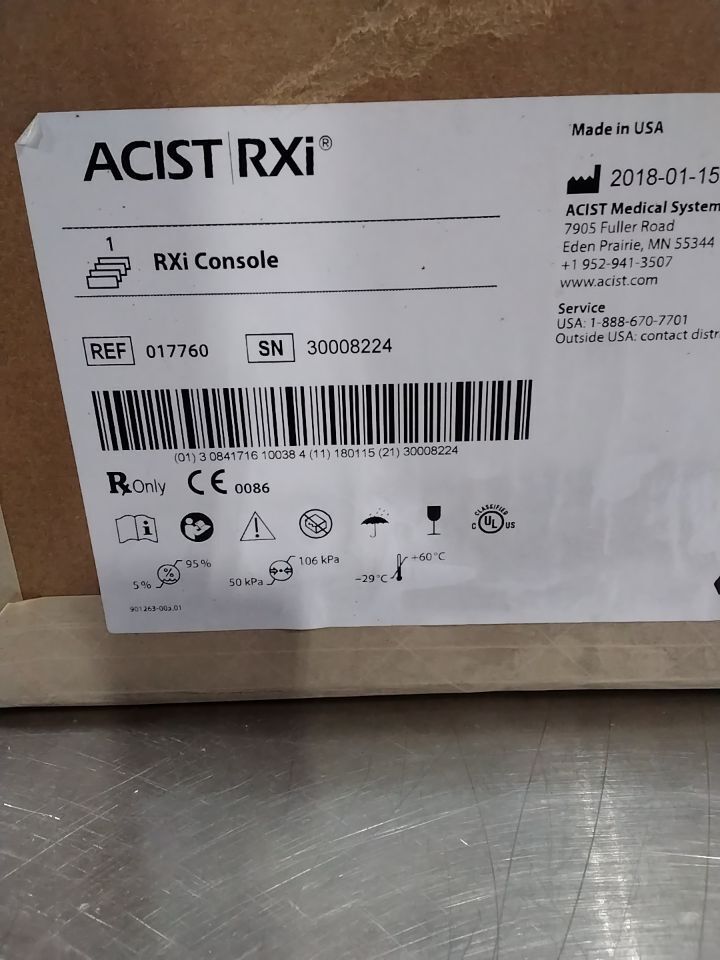 ACIST RXi®
1
RXi Console
REF 017760 SN 30008224
(01) 3 0841716 10038 4 (11) 180115 (21) 30008224
Rx Only CE 0086
CLASSIFIED
C UL US
5% 95%
50 kPa 106 kPa
-29°C +60°C
Made in USA
2018-01-15
ACIST Medical System
7905 Fuller Road
Eden Prairie, MN 55344
+1 952-941-3507
www.acist.com
Service
USA: 1-888-670-7701
Outside USA: contact distr